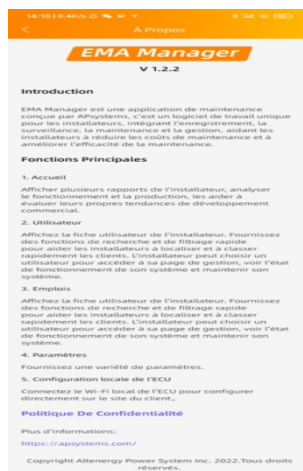 14:10 | 0.4K/s
À Propos
EMA Manager
V 1.2.2
Introduction
EMA Manager est une application de maintenance
conçue par APsystems, c'est un logiciel de travail unique
pour les installateurs, intégrant l'enregistrement, la
surveillance, la maintenance et la gestion, aidant les
installateurs à réduire les coûts de maintenance et à
améliorer l'efficacité de la maintenance.
Fonctions Principales
1. Accueil
Afficher plusieurs rapports de l'installateur, analyser
le fonctionnement et la production, les aider à
évaluer leurs propres tendances de développement
commercial.
2. Utilisateur
Affichez la fiche utilisateur de l'installateur. Fournissez
des fonctions de recherche et de filtrage rapide
pour aider les installateurs à localiser et à classer
rapidement les clients. L'installateur peut choisir un
utilisateur pour accéder à sa page de gestion, voir l'état
de fonctionnement de son système et maintenir son
système.
3. Emplois
Affichez la fiche utilisateur de l'installateur. Fournissez
des fonctions de recherche et de filtrage rapide
pour aider les installateurs à localiser et à classer
rapidement les clients. L'installateur peut choisir un
utilisateur pour accéder à sa page de gestion, voir l'état
de fonctionnement de son système et maintenir son
système.
4. Paramètres
Fournissez une variété de paramètres.
5. Configuration locale de l'ECU
Connectez le Wi-Fi local de l'ECU pour configurer
directement sur le site du client。
Politique De Confidentialité
Plus d'informations:
https://apsystems.com/
Copyright Altenergy Power System Inc. 2022.Tous droits
réservés.